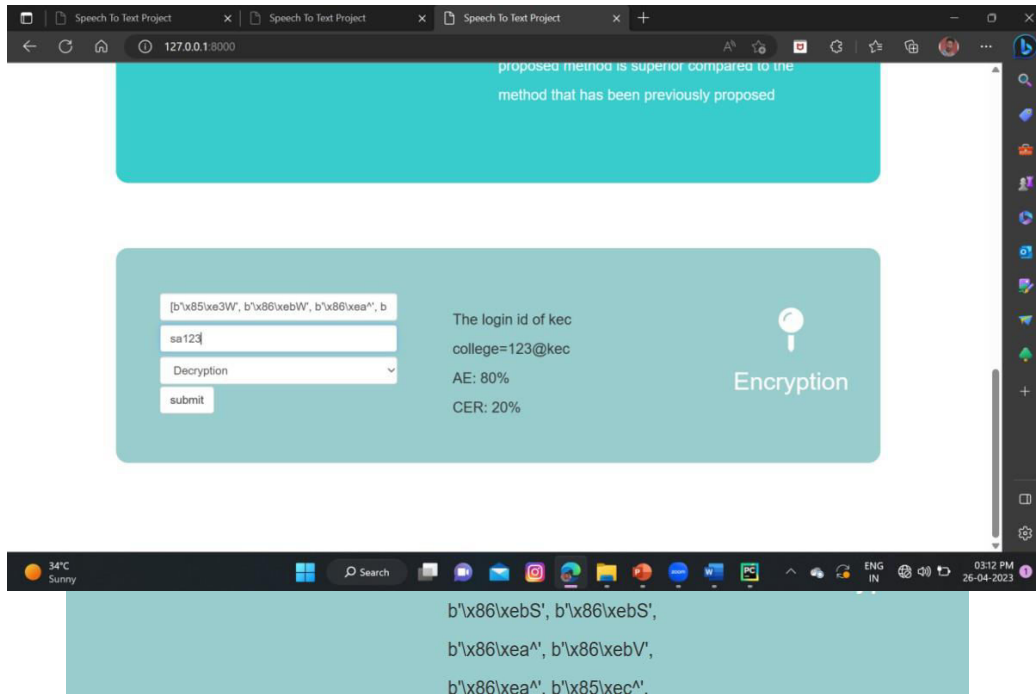 Speech To Text Project
Speech To Text Project
Speech To Text Project
127.0.0.1:8000
proposed method is superior compared to the
method that has been previously proposed
[b'\x85\xe3W', b'\x86\xebW', b'\x86\xea^', b
sa123
Decryption
submit
The login id of kec
college=123@kec
AE: 80%
CER: 20%
Encryption
34°C
Sunny
Search
ENG
IN
03:12 PM
26-04-2023
b'\x86\xebS', b'\x86\xebS',
b'\x86\xea^', b'\x86\xebV',
b'\x86\xea^', b'\x85\xec^',